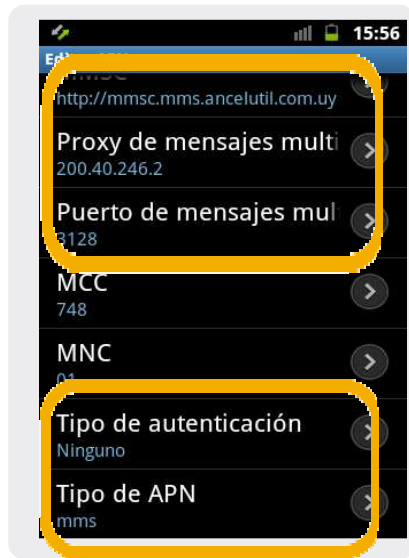 15:56
MMSC
http://mmsc.mms.ancelutil.com.uy
Proxy de mensajes multi
200.40.246.2
Puerto de mensajes mul
3128
MCC
748
MNC
01
Tipo de autenticación
Ninguno
Tipo de APN
mms